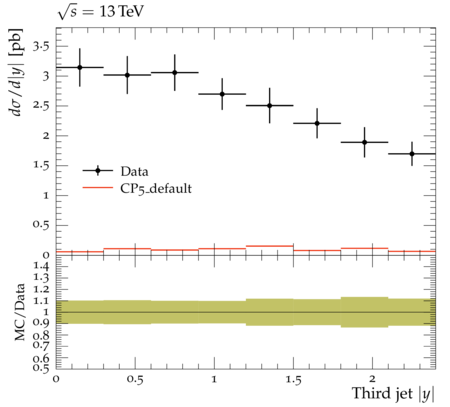 √s = 13 TeV
dσ/d|y| [pb]
3.5
3
2.5
2
1.5
1
0.5
0
Data
CP5_default
MC/Data
1.4
1.3
1.2
1.1
1
0.9
0.8
0.7
0.6
0.5
0 0.5 1 1.5 2
Third jet |y|